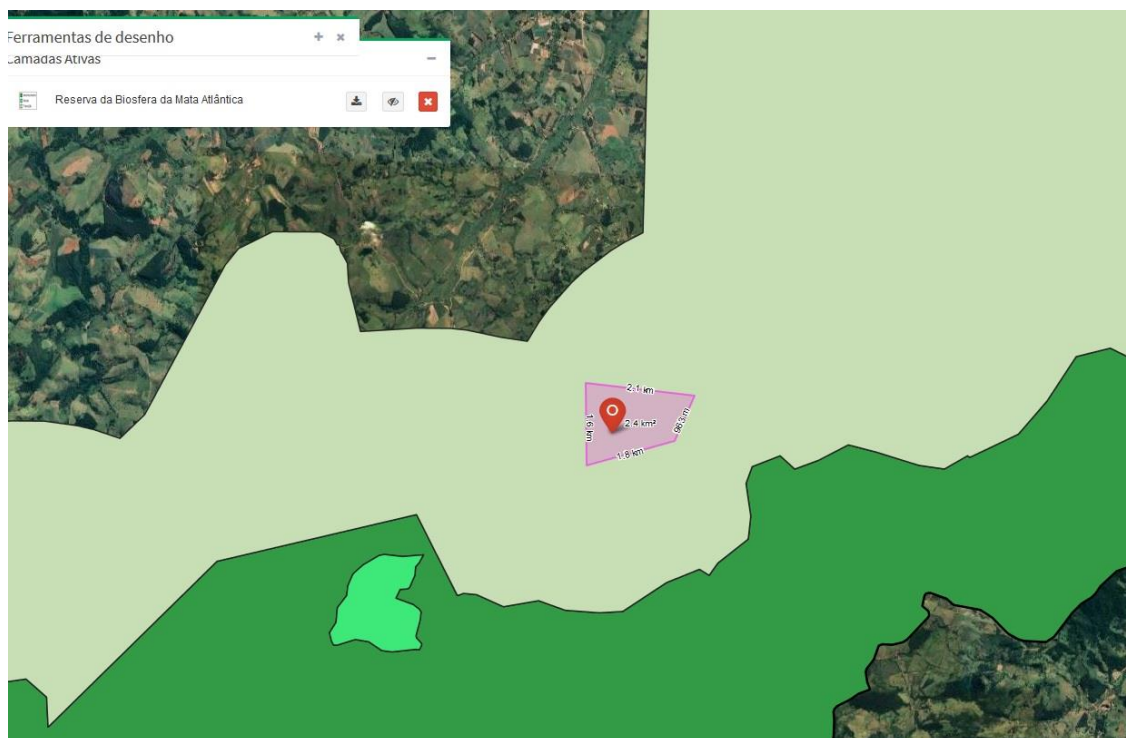 Ferramentas de desenho
Camadas Ativas
Reserva da Biosfera da Mata Atlântica
2.1 km
1.6 km
2.4 km²
963 m
1.8 km